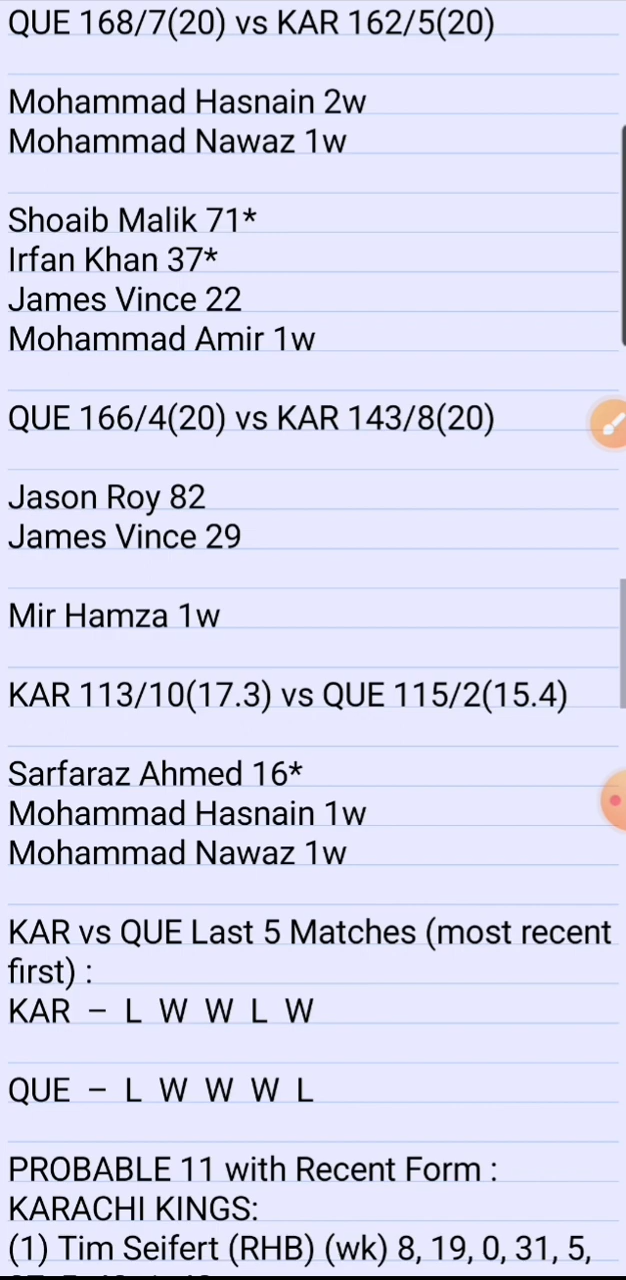 QUE 168/7(20) vs KAR 162/5(20)
Mohammad Hasnain 2w
Mohammad Nawaz 1w
Shoaib Malik 71*
Irfan Khan 37*
James Vince 22
Mohammad Amir 1w
QUE 166/4(20) vs KAR 143/8(20)
Jason Roy 82
James Vince 29
Mir Hamza 1w
KAR 113/10(17.3) vs QUE 115/2(15.4)
Sarfaraz Ahmed 16*
Mohammad Hasnain 1w
Mohammad Nawaz 1w
KAR vs QUE Last 5 Matches (most recent
first) :
KAR – L W W L W
QUE – L W W W L
PROBABLE 11 with Recent Form :
KARACHI KINGS:
(1) Tim Seifert (RHB) (wk) 8, 19, 0, 31, 5,